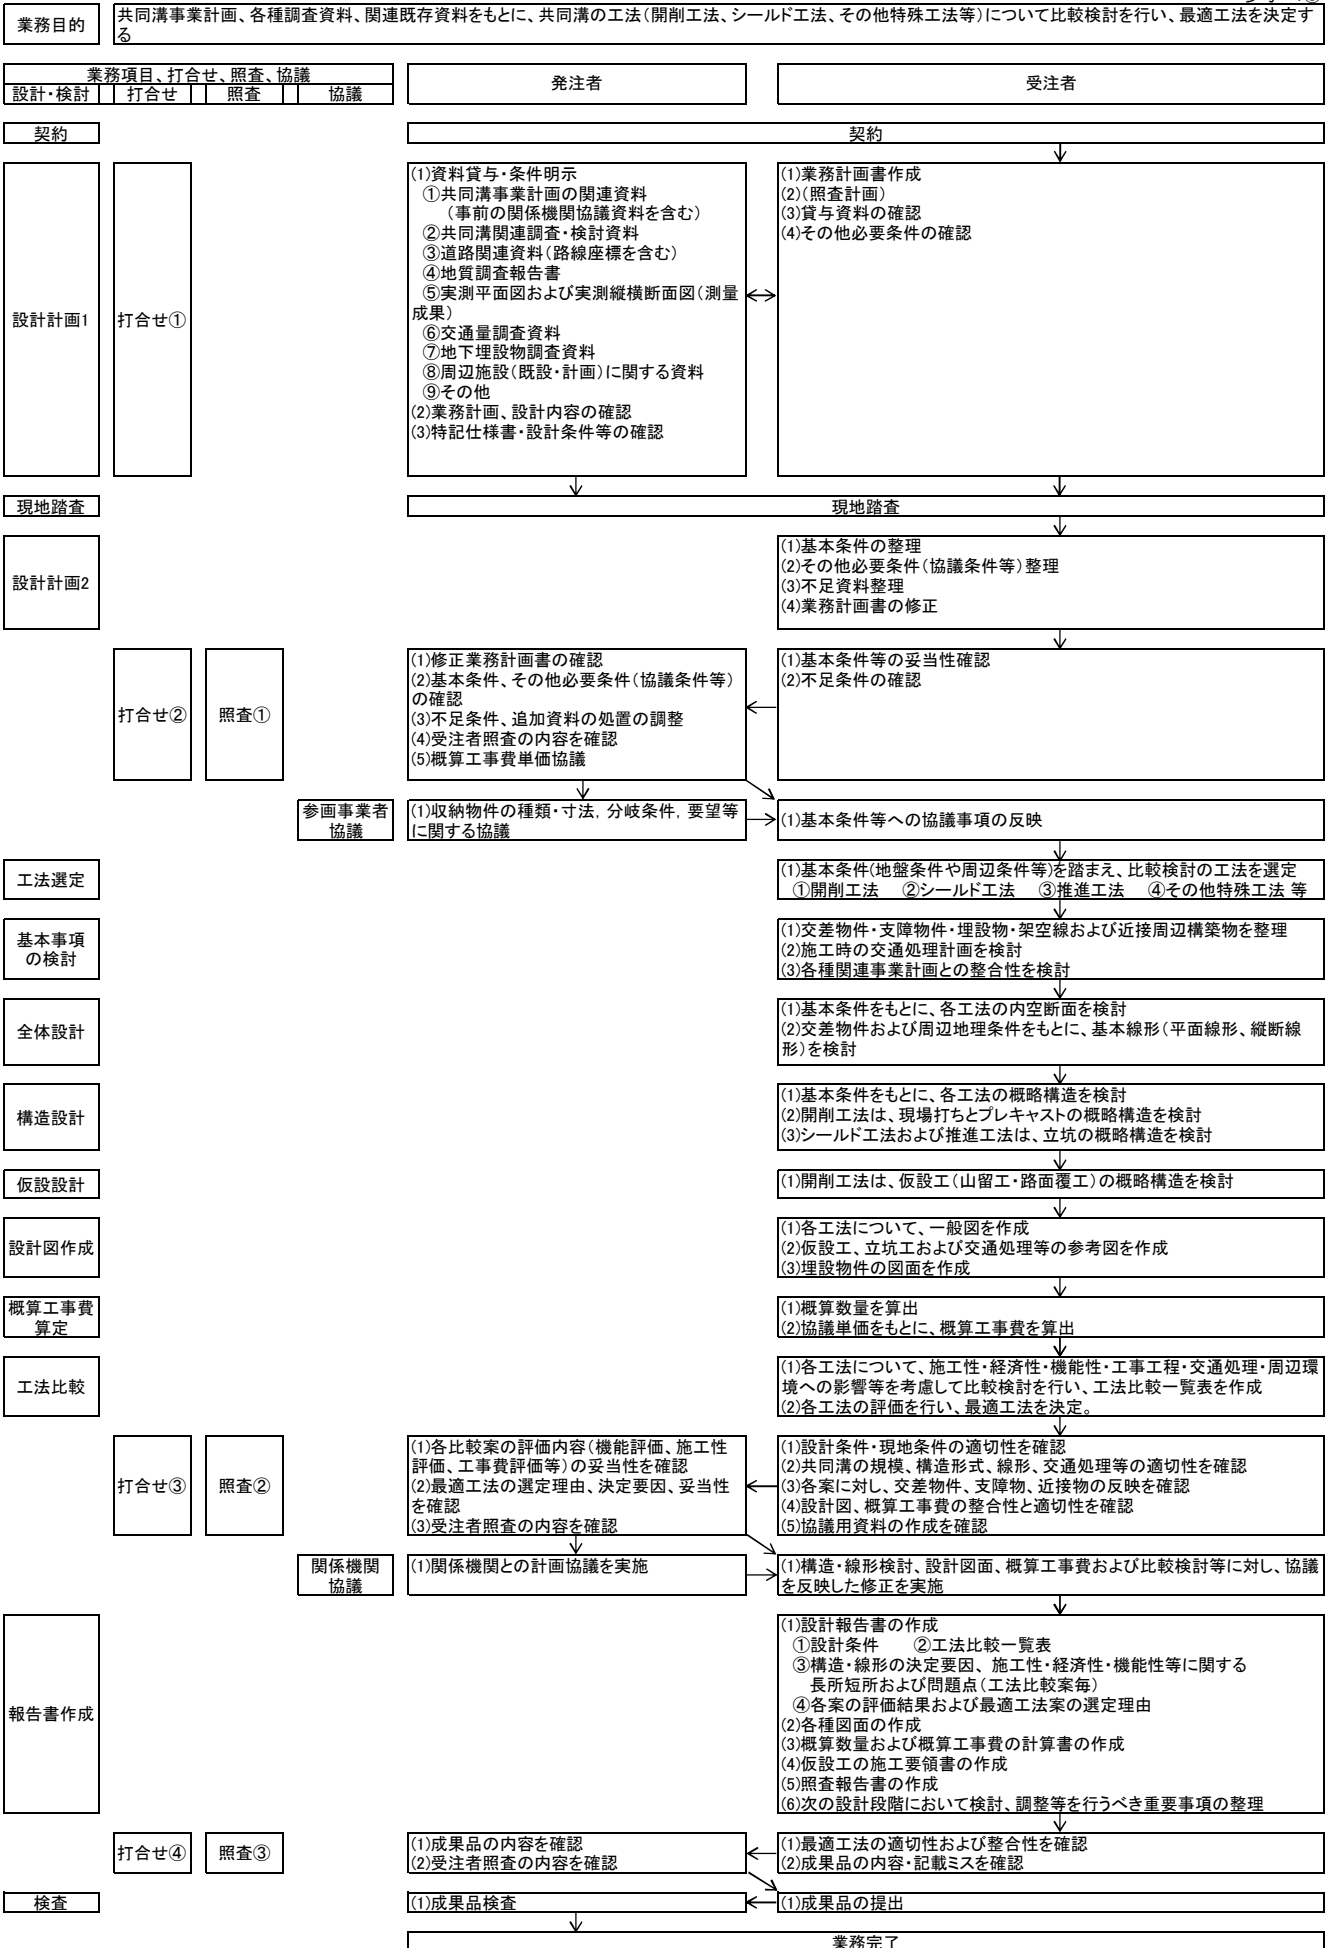 業務目的
共同溝事業計画、各種調査資料、関連既存資料をもとに、共同溝の工法(開削工法、シールド工法、その他特殊工法等)について比較検討を行い、最適工法を決定す
る
業務項目、打合せ、照査、協議
設計・検討
打合せ
照査
協議
発注者
受注者
契約
契約
設計計画1
打合せ①
(1)資料貸与・条件明示
①共同溝事業計画の関連資料
(事前の関係機関協議資料を含む)
②共同溝関連調査・検討資料
③道路関連資料(路線座標を含む)
④地質調査報告書
⑤実測平面図および実測縦横断面図(測量
成果)
⑥交通量調査資料
⑦地下埋設物調査資料
⑧周辺施設(既設・計画)に関する資料
⑨その他
(2)業務計画、設計内容の確認
(3)特記仕様書・設計条件等の確認
(1)業務計画書作成
(2)(照査計画)
(3)貸与資料の確認
(4)その他必要条件の確認
現地踏査
現地踏査
設計計画2
(1)基本条件の整理
(2)その他必要条件(協議条件等)整理
(3)不足資料整理
(4)業務計画書の修正
打合せ②
照査①
(1)修正業務計画書の確認
(2)基本条件、その他必要条件(協議条件等)
の確認
(3)不足条件、追加資料の処置の調整
(4)受注者照査の内容を確認
(5)概算工事費単価協議
(1)基本条件等の妥当性確認
(2)不足条件の確認
参画事業者
協議
(1)収納物件の種類・寸法, 分岐条件, 要望等
に関する協議
(1)基本条件等への協議事項の反映
工法選定
(1)基本条件(地盤条件や周辺条件等)を踏まえ、比較検討の工法を選定
①開削工法 ②シールド工法 ③推進工法 ④その他特殊工法 等
基本事項
の検討
(1)交差物件・支障物件・埋設物・架空線および近接周辺構築物を整理
(2)施工時の交通処理計画を検討
(3)各種関連事業計画との整合性を検討
全体設計
(1)基本条件をもとに、各工法の内空断面を検討
(2)交差物件および周辺地理条件をもとに、基本線形(平面線形、縦断線
形)を検討
構造設計
(1)基本条件をもとに、各工法の概略構造を検討
(2)開削工法は、現場打ちとプレキャストの概略構造を検討
(3)シールド工法および推進工法は、立坑の概略構造を検討
仮設設計
(1)開削工法は、仮設工(山留工・路面覆工)の概略構造を検討
設計図作成
(1)各工法について、一般図を作成
(2)仮設工、立坑工および交通処理等の参考図を作成
(3)埋設物件の図面を作成
概算工事費
算定
(1)概算数量を算出
(2)協議単価をもとに、概算工事費を算出
工法比較
(1)各工法について、施工性・経済性・機能性・工事工程・交通処理・周辺環
境への影響等を考慮して比較検討を行い、工法比較一覧表を作成
(2)各工法の評価を行い、最適工法を決定。
打合せ③
照査②
(1)各比較案の評価内容(機能評価、施工性
評価、工事費評価等)の妥当性を確認
(2)最適工法の選定理由、決定要因、妥当性
を確認
(3)受注者照査の内容を確認
(1)設計条件・現地条件の適切性を確認
(2)共同溝の規模、構造形式、線形、交通処理等の適切性を確認
(3)各案に対し、交差物件、支障物、近接物の反映を確認
(4)設計図、概算工事費の整合性と適切性を確認
(5)協議用資料の作成を確認
関係機関
協議
(1)関係機関との計画協議を実施
(1)構造・線形検討、設計図面、概算工事費および比較検討等に対し、協議
を反映した修正を実施
報告書作成
(1)設計報告書の作成
①設計条件 ②工法比較一覧表
③構造・線形の決定要因、 施工性・経済性・機能性等に関する
長所短所および問題点(工法比較案毎)
④各案の評価結果および最適工法案の選定理由
(2)各種図面の作成
(3)概算数量および概算工事費の計算書の作成
(4)仮設工の施工要領書の作成
(5)照査報告書の作成
(6)次の設計段階において検討、調整等を行うべき重要事項の整理
打合せ④
照査③
(1)成果品の内容を確認
(2)受注者照査の内容を確認
(1)最適工法の適切性および整合性を確認
(2)成果品の内容・記載ミスを確認
検査
(1)成果品検査
(1)成果品の提出
業務完了